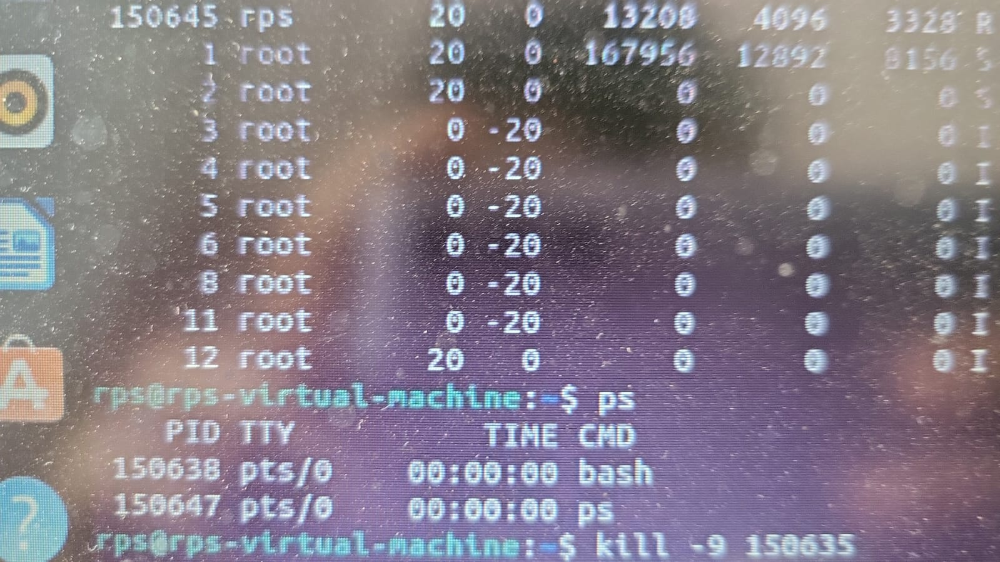 150645 rps 20 0 13208 4096 3328 R
1 root 20 0 167956 12892 8156 S
2 root 20 0 0 0 0 S
3 root 0 -20 0 0 0 I
4 root 0 -20 0 0 0 I
5 root 0 -20 0 0 0 I
6 root 0 -20 0 0 0 I
8 root 0 -20 0 0 0 I
11 root 0 -20 0 0 0 I
12 root 20 0 0 0 0 I
rps@rps-virtual-machine:~$ ps
PID TTY TIME CMD
150638 pts/0 00:00:00 bash
150647 pts/0 00:00:00 ps
rps@rps-virtual-machine:~$ kill -9 150635